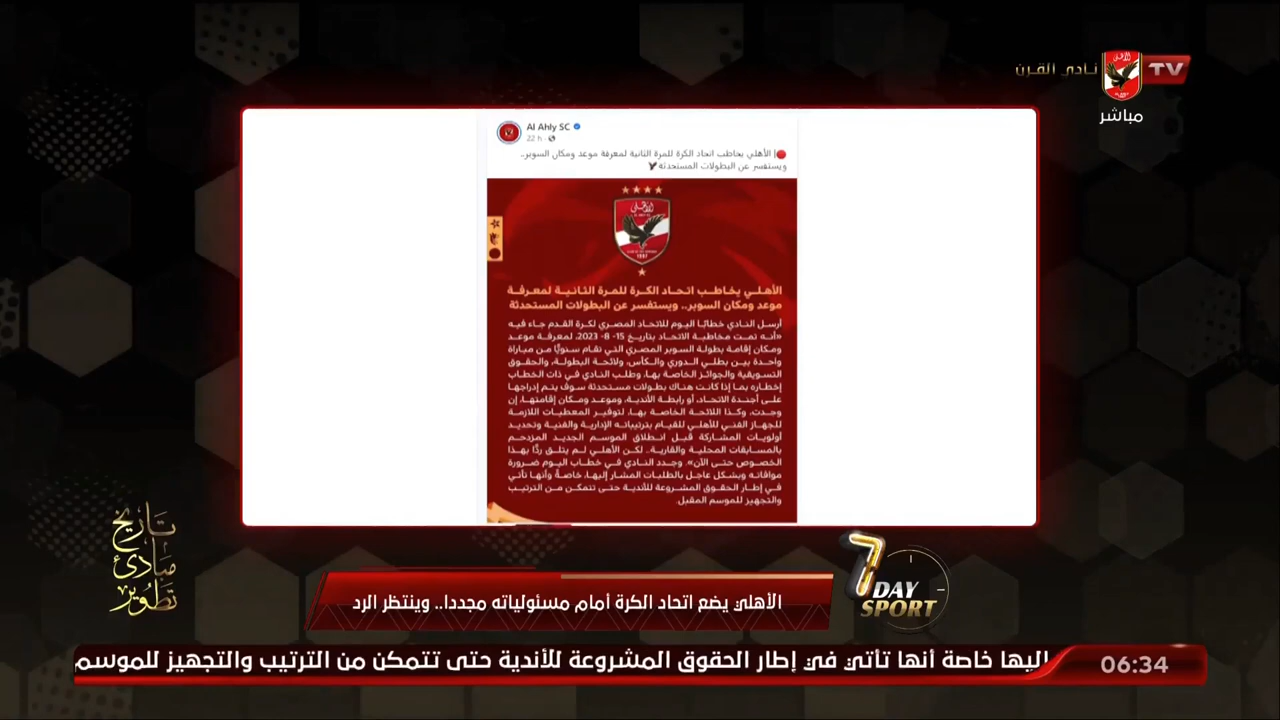 نادي القرن
TV
مباشر
Al Ahly SC
22 h
الأهلي يخاطب اتحاد الكرة للمرة الثانية لمعرفة موعد ومكان السوبر..
ويستفسر عن البطولات المستحدثة
الأهلي يخاطب اتحاد الكرة للمرة الثانية لمعرفة
موعد ومكان السوبر.. ويستفسر عن البطولات المستحدثة
أرسل النادي خطابًا اليوم للاتحاد المصري لكرة القدم جاء فيه
«أنه تمت مخاطبة الاتحاد بتاريخ 15- 8- 2023، لمعرفة موعد
ومكان إقامة بطولة السوبر المصري التي تقام سنويًّا من مباراة
واحدة بين بطلي الدوري والكأس، ولائحة البطولة، والحقوق
التسويقية والجوائز الخاصة بها، وطلب النادي في ذات الخطاب
إخطاره بما إذا كانت هناك بطولات مستحدثة سوف يتم إدراجها
على أجندة الاتحاد، أو رابطة الأندية، وموعد ومكان إقامتها، إن
وجدت، وكذا اللائحة الخاصة بها، لتوفير المعطيات اللازمة
للجهاز الفني للأهلي للقيام بترتيباته الإدارية والفنية وتحديد
أولويات المشاركة قبل انطلاق الموسم الجديد المزدحم
بالمسابقات المحلية والقارية.. لكن الأهلي لم يتلق ردًّا بهذا
الخصوص حتى الآن». وجدد النادي في خطاب اليوم ضرورة
موافاته وبشكل عاجل بالطلبات المشار إليها، خاصةً وأنها تأتي
في إطار الحقوق المشروعة للأندية حتى تتمكن من الترتيب
والتجهيز للموسم المقبل.
تاريخ
مبادئ
تطوير
7
DAY
SPORT
الأهلي يضع اتحاد الكرة أمام مسئولياته مجددا.. وينتظر الرد
إليها خاصة أنها تأتي في إطار الحقوق المشروعة للأندية حتى تتمكن من الترتيب والتجهيز للموسم
06:34